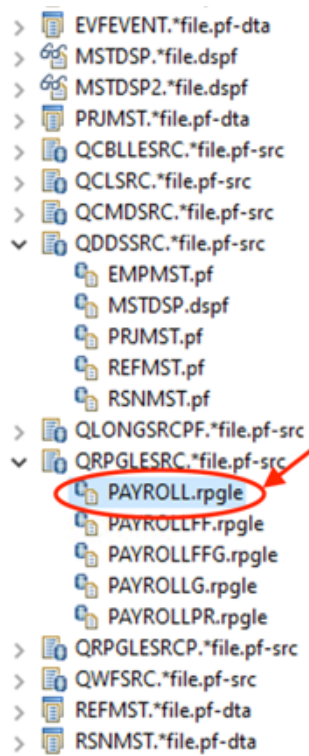 EVFEVENT.*file.pf-dta
MSTDSP.*file.dspf
MSTDSP2.*file.dspf
PRJMST.*file.pf-dta
QCBLLESRC.*file.pf-src
QCLSRC.*file.pf-src
QCMDSRC.*file.pf-src
QDDSSRC.*file.pf-src
EMPMST.pf
MSTDSP.dspf
PRJMST.pf
REFMST.pf
RSNMST.pf
QLONGSRCPF.*file.pf-src
QRPGLESRC.*file.pf-src
PAYROLL.rpgle
PAYROLLFF.rpgle
PAYROLLFFG.rpgle
PAYROLLG.rpgle
PAYROLLPR.rpgle
QRPGLESRCP.*file.pf-src
QWFSRC.*file.pf-src
REFMST.*file.pf-dta
RSNMST.*file.pf-dta